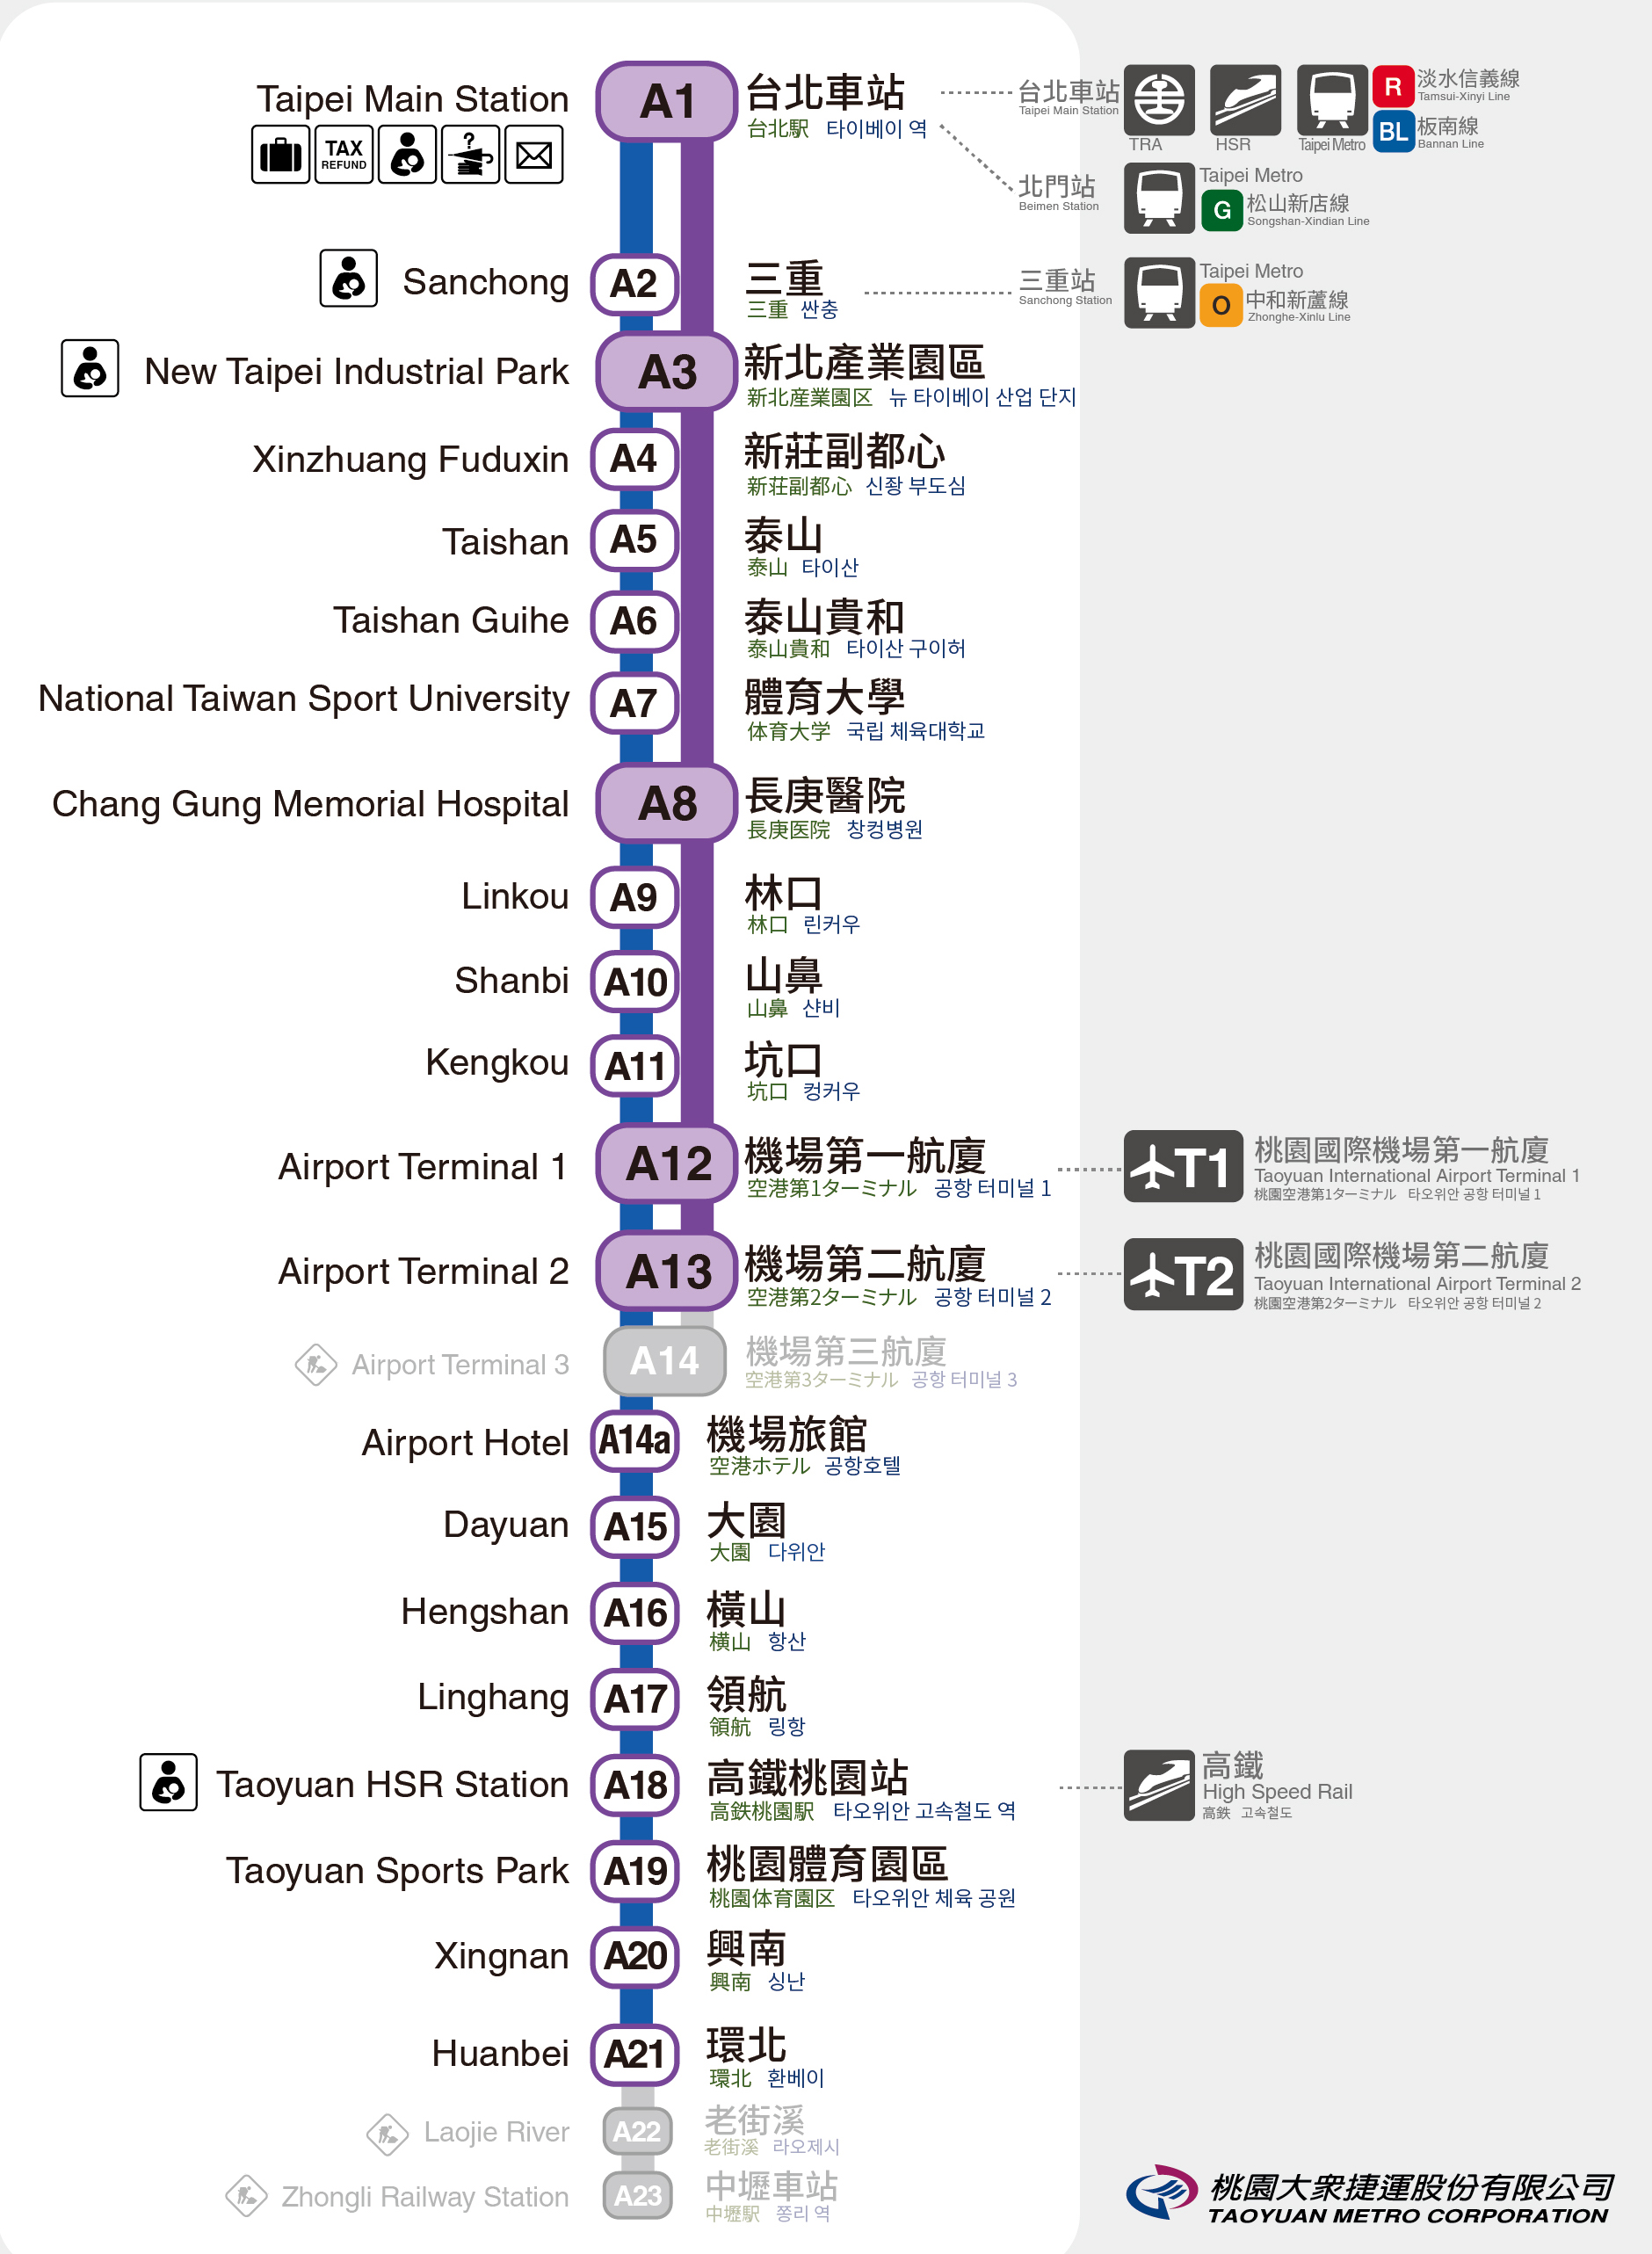 Taipei Main Station
TAX
REFUND
?
A1
台北車站
台北駅 타이베이 역
台北車站
Taipei Main Station
TRA
HSR
Taipei Metro
R
淡水信義線
Tamsui-Xinyi Line
BL
板南線
Bannan Line
北門站
Beimen Station
Taipei Metro
G
松山新店線
Songshan-Xindian Line
Sanchong
A2
三重
三重 싼충
三重站
Sanchong Station
Taipei Metro
O
中和新蘆線
Zhonghe-Xinlu Line
New Taipei Industrial Park
A3
新北產業園區
新北産業園区 뉴 타이베이 산업 단지
Xinzhuang Fuduxin
A4
新莊副都心
新荘副都心 신좡 부도심
Taishan
A5
泰山
泰山 타이산
Taishan Guihe
A6
泰山貴和
泰山貴和 타이산 구이허
National Taiwan Sport University
A7
體育大學
体育大学 국립 체육대학교
Chang Gung Memorial Hospital
A8
長庚醫院
長庚医院 창컹병원
Linkou
A9
林口
林口 린커우
Shanbi
A10
山鼻
山鼻 샨비
Kengkou
A11
坑口
坑口 컹커우
Airport Terminal 1
A12
機場第一航廈
空港第1ターミナル 공항 터미널 1
T1
桃園國際機場第一航廈
Taoyuan International Airport Terminal 1
桃園空港第1ターミナル 타오위안 공항 터미널 1
Airport Terminal 2
A13
機場第二航廈
空港第2ターミナル 공항 터미널 2
T2
桃園國際機場第二航廈
Taoyuan International Airport Terminal 2
桃園空港第2ターミナル 타오위안 공항 터미널 2
Airport Terminal 3
A14
機場第三航廈
空港第3ターミナル 공항 터미널 3
Airport Hotel
A14a
機場旅館
空港ホテル 공항호텔
Dayuan
A15
大園
大園 다위안
Hengshan
A16
橫山
横山 헝산
Linghang
A17
領航
領航 링항
Taoyuan HSR Station
A18
高鐵桃園站
高鉄桃園駅 타오위안 고속철도 역
高鐵
High Speed Rail
高鉄 고속철도
Taoyuan Sports Park
A19
桃園體育園區
桃園体育園区 타오위안 체육 공원
Xingnan
A20
興南
興南 싱난
Huanbei
A21
環北
環北 환베이
Laojie River
A22
老街溪
老街溪 라오제시
Zhongli Railway Station
A23
中壢車站
中壢駅 쭝리 역
桃園大眾捷運股份有限公司
TAOYUAN METRO CORPORATION